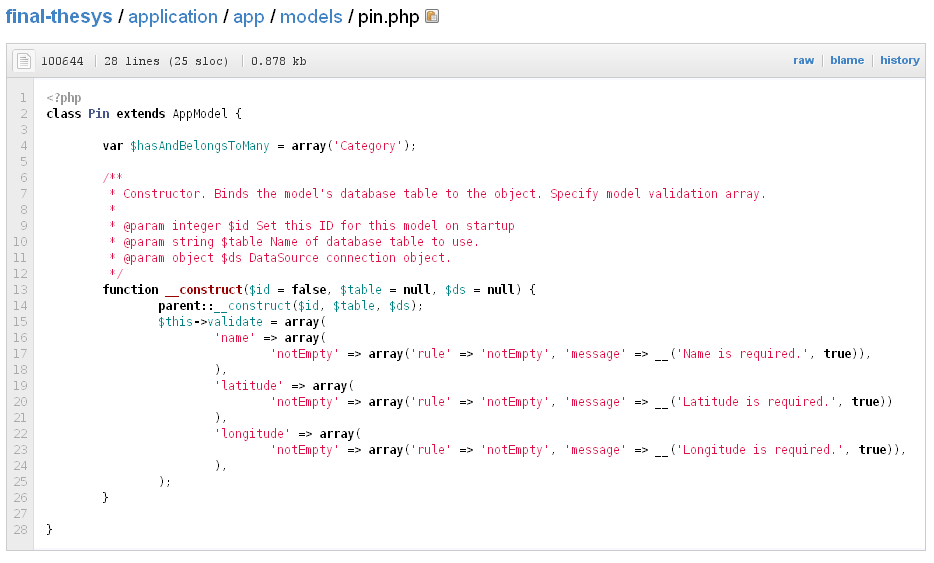 final-thesys / application / app / models / pin.php
100644 | 28 lines (25 sloc) | 0.878 kb raw | blame | history
1 <?php
2 class Pin extends AppModel {
3
4 var $hasAndBelongsToMany = array('Category');
5
6 /**
7 * Constructor. Binds the model's database table to the object. Specify model validation array.
8 *
9 * @param integer $id Set this ID for this model on startup
10 * @param string $table Name of database table to use.
11 * @param object $ds DataSource connection object.
12 */
13 function __construct($id = false, $table = null, $ds = null) {
14 parent::__construct($id, $table, $ds);
15 $this->validate = array(
16 'name' => array(
17 'notEmpty' => array('rule' => 'notEmpty', 'message' => __('Name is required.', true)),
18 ),
19 'latitude' => array(
20 'notEmpty' => array('rule' => 'notEmpty', 'message' => __('Latitude is required.', true))
21 ),
22 'longitude' => array(
23 'notEmpty' => array('rule' => 'notEmpty', 'message' => __('Longitude is required.', true)),
24 ),
25 );
26 }
27
28 }